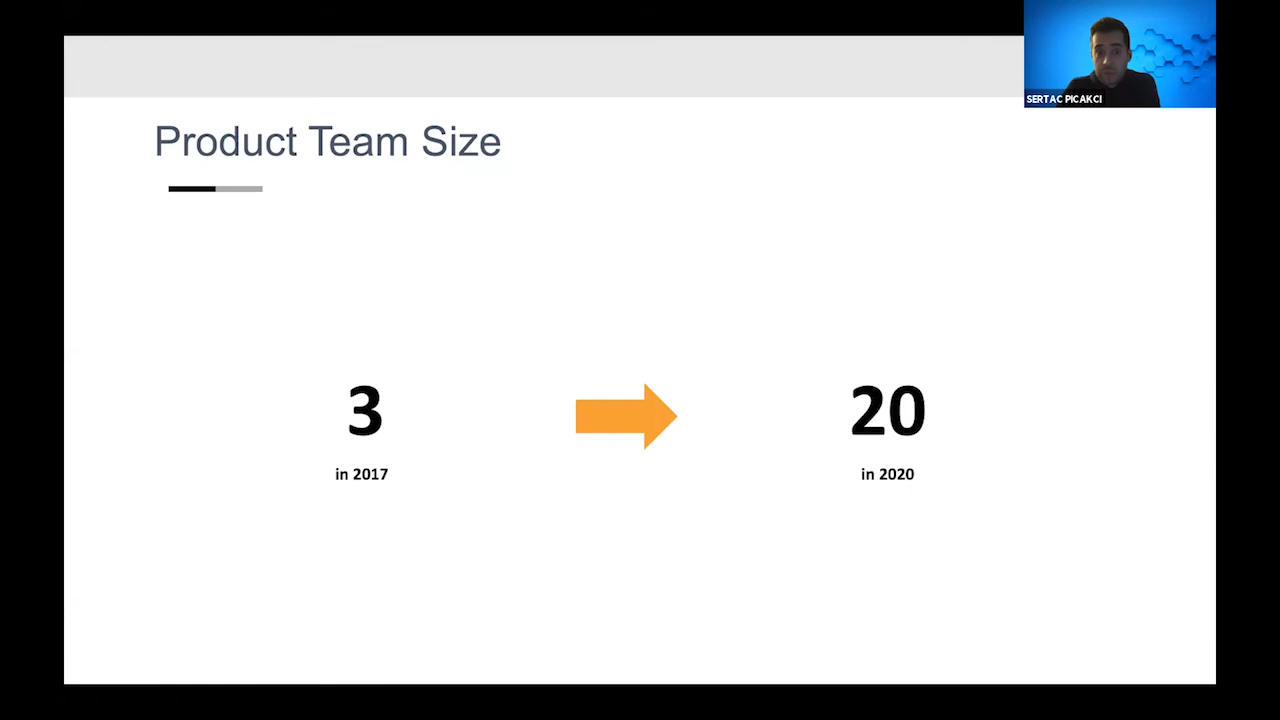 SERTAC PICAKCI
Product Team Size
3
20
in 2017
in 2020